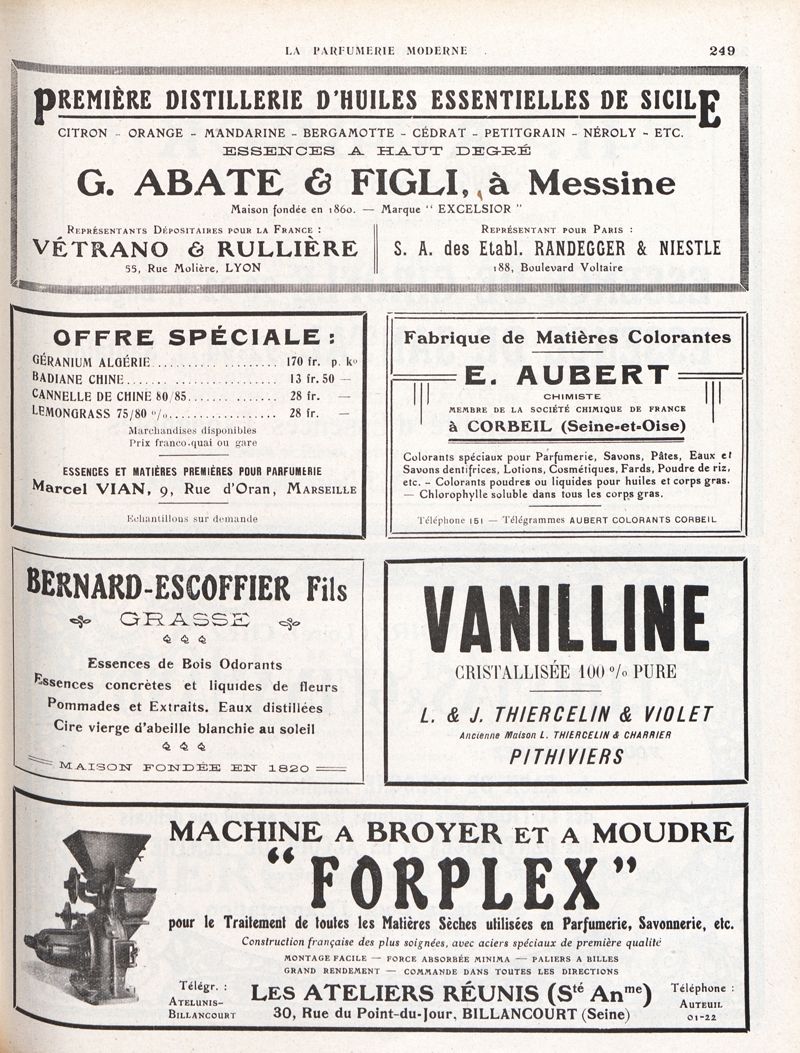 LA PARFUMERIE MODERNE
249
PREMIÈRE DISTILLERIE D'HUILES ESSENTIELLES DE SICILE
CITRON - ORANGE - MANDARINE - BERGAMOTTE - CÉDRAT - PETITGRAIN - NÉROLY - ETC.
ESSENCES A HAUT DEGRÉ
G. ABATE & FIGLI, à Messine
Maison fondée en 1860. — Marque " EXCELSIOR "
REPRÉSENTANTS DÉPOSITAIRES POUR LA FRANCE :
VÉTRANO & RULLIÈRE
55, Rue Molière, LYON
REPRÉSENTANT POUR PARIS :
S. A. des Etabl. RANDEGGER & NIESTLE
188, Boulevard Voltaire
OFFRE SPÉCIALE :
GÉRANIUM ALGÉRIE.................... 170 fr. p. ko
BADIANE CHINE...................... 13 fr. 50 —
CANNELLE DE CHINE 80/85.............. 28 fr. —
LEMONGRASS 75/80 %................. 28 fr. —
Marchandises disponibles
Prix franco quai ou gare
ESSENCES ET MATIÈRES PREMIÈRES POUR PARFUMERIE
Marcel VIAN, 9, Rue d'Oran, MARSEILLE
Echantillons sur demande
Fabrique de Matières Colorantes
E. AUBERT
CHIMISTE
MEMBRE DE LA SOCIÉTÉ CHIMIQUE DE FRANCE
à CORBEIL (Seine-et-Oise)
Colorants spéciaux pour Parfumerie, Savons, Pâtes, Eaux et
Savons dentifrices, Lotions, Cosmétiques, Fards, Poudre de riz,
etc. - Colorants poudres ou liquides pour huiles et corps gras.
— Chlorophylle soluble dans tous les corps gras.
Téléphone 151 — Télégrammes AUBERT COLORANTS CORBEIL
BERNARD-ESCOFFIER Fils
GRASSE
Essences de Bois Odorants
Essences concrètes et liquides de fleurs
Pommades et Extraits. Eaux distillées
Cire vierge d'abeille blanchie au soleil
MAISON FONDÉE EN 1820
VANILLINE
CRISTALLISÉE 100 % PURE
L. & J. THIERCELIN & VIOLET
Ancienne Maison L. THIERCELIN & CHARRIER
PITHIVIERS
MACHINE A BROYER ET A MOUDRE
"FORPLEX"
pour le Traitement de toutes les Matières Sèches utilisées en Parfumerie, Savonnerie, etc.
Construction française des plus soignées, avec aciers spéciaux de première qualité
MONTAGE FACILE — FORCE ABSORBÉE MINIMA — PALIERS A BILLES
GRAND RENDEMENT — COMMANDE DANS TOUTES LES DIRECTIONS
Télégr. :
ATELUNIS-
BILLANCOURT
LES ATELIERS RÉUNIS (Sté Anme)
30, Rue du Point-du-Jour, BILLANCOURT (Seine)
Téléphone :
AUTEUIL
01-22